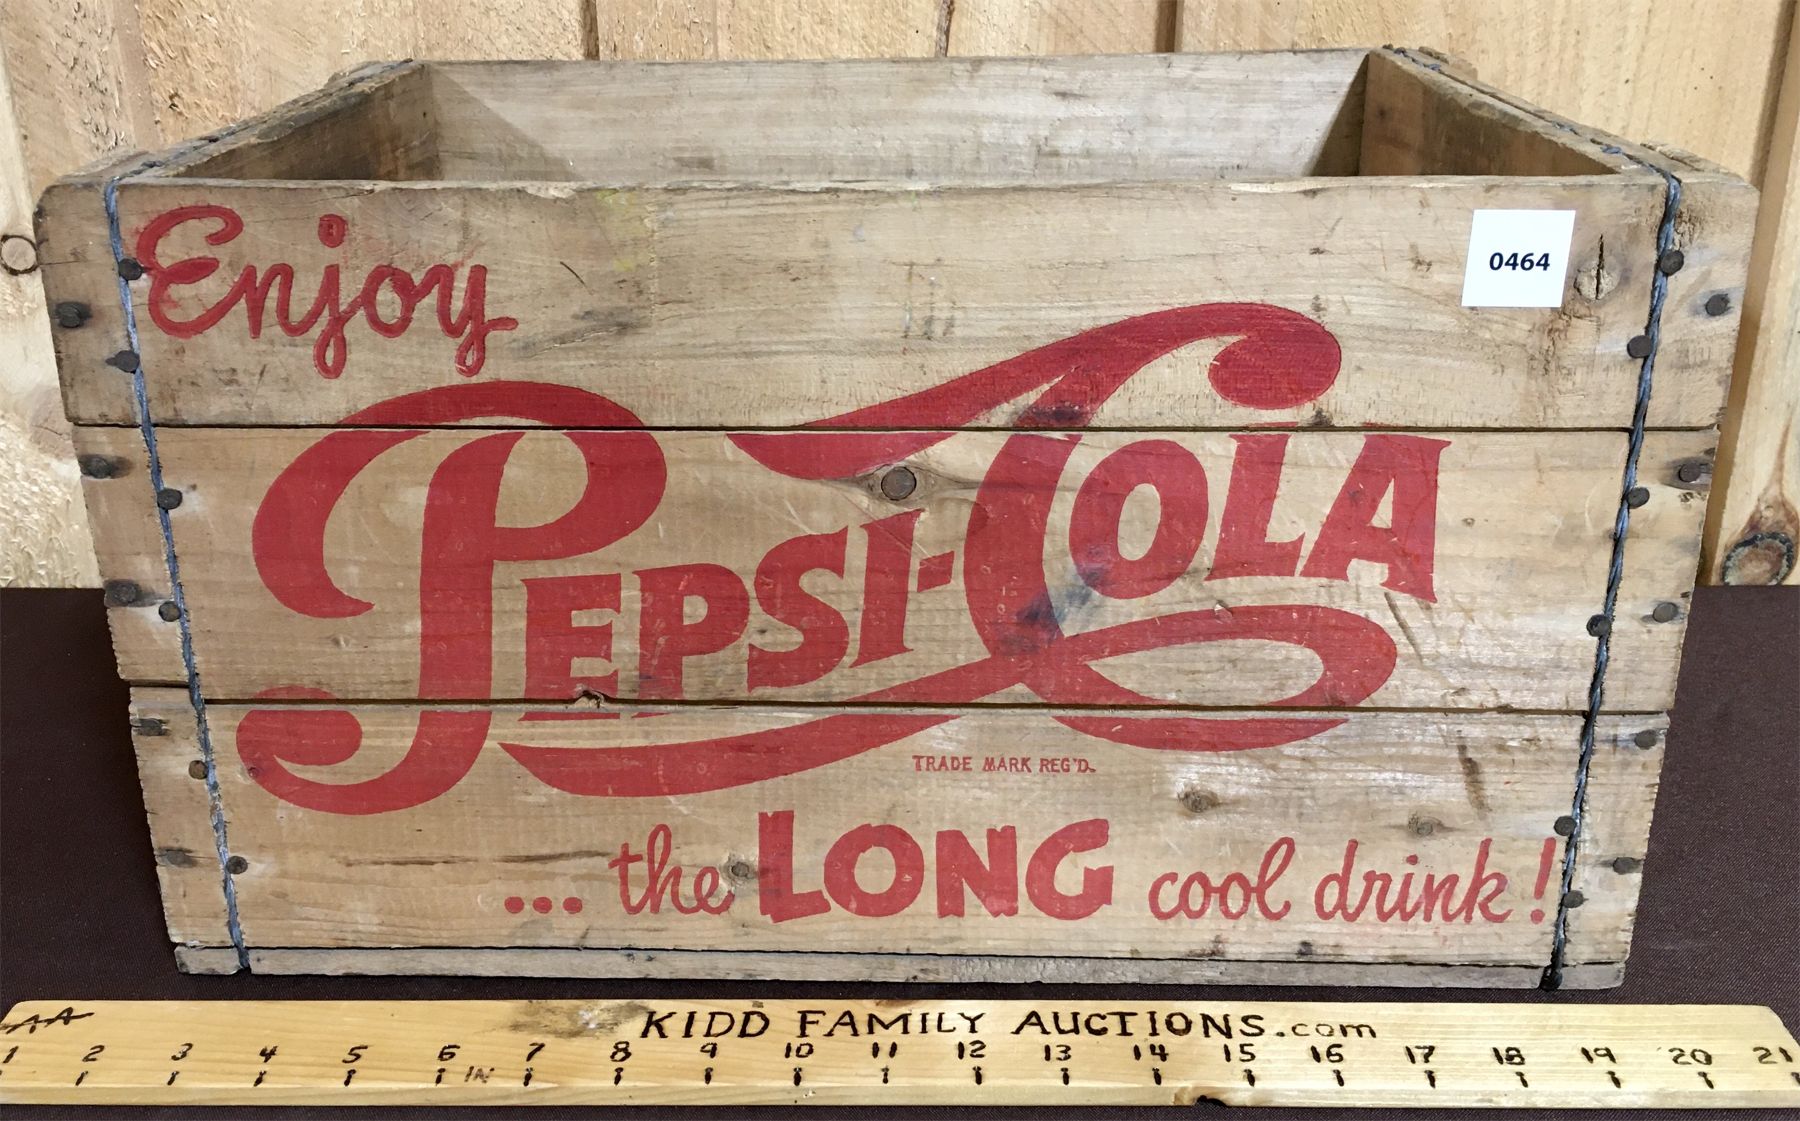 Enjoy
0464
PEPSI-COLA
TRADE MARK REG'D.
... the LONG cool drink!
KIDD FAMILY AUCTIONS.com
1 2 3 4 5 6 IN 7 8 9 10 11 12 13 14 15 16 17 18 19 20 21